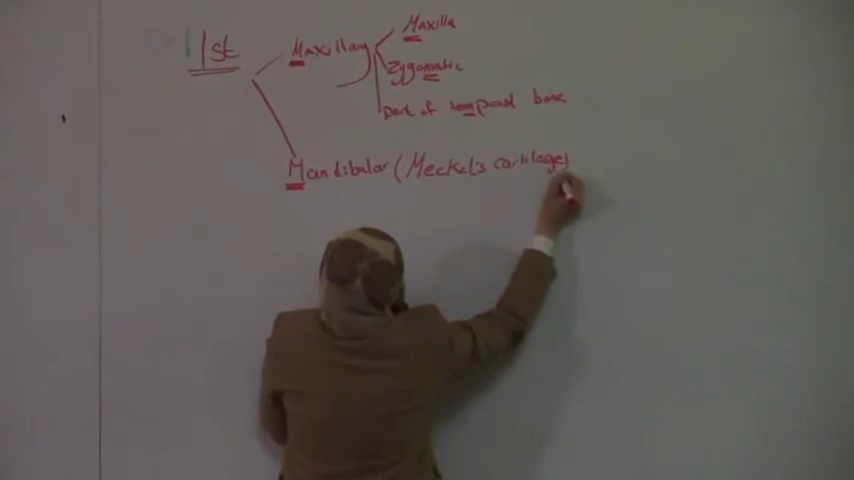 1st
Maxillary
Maxilla
Zygomatic
part of temporal bone
Mandibular (Meckel's cartilage)